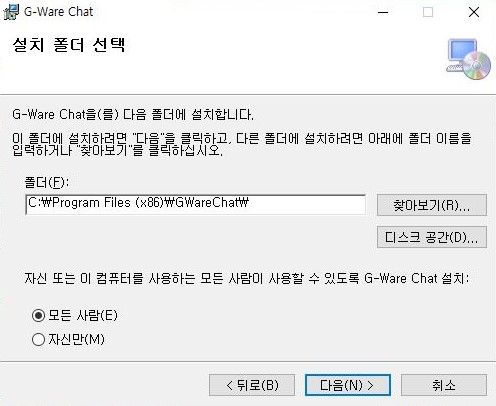 G-Ware Chat
설치 폴더 선택
G-Ware Chat을(를) 다음 폴더에 설치합니다.
이 폴더에 설치하려면 "다음"을 클릭하고, 다른 폴더에 설치하려면 아래에 폴더 이름을
입력하거나 "찾아보기"를 클릭하십시오.
폴더(F):
C:₩Program Files (x86)₩GWareChat₩
찾아보기(R)...
디스크 공간(D)...
자신 또는 이 컴퓨터를 사용하는 모든 사람이 사용할 수 있도록 G-Ware Chat 설치:
모든 사람(E)
자신만(M)
< 뒤로(B) 다음(N) > 취소